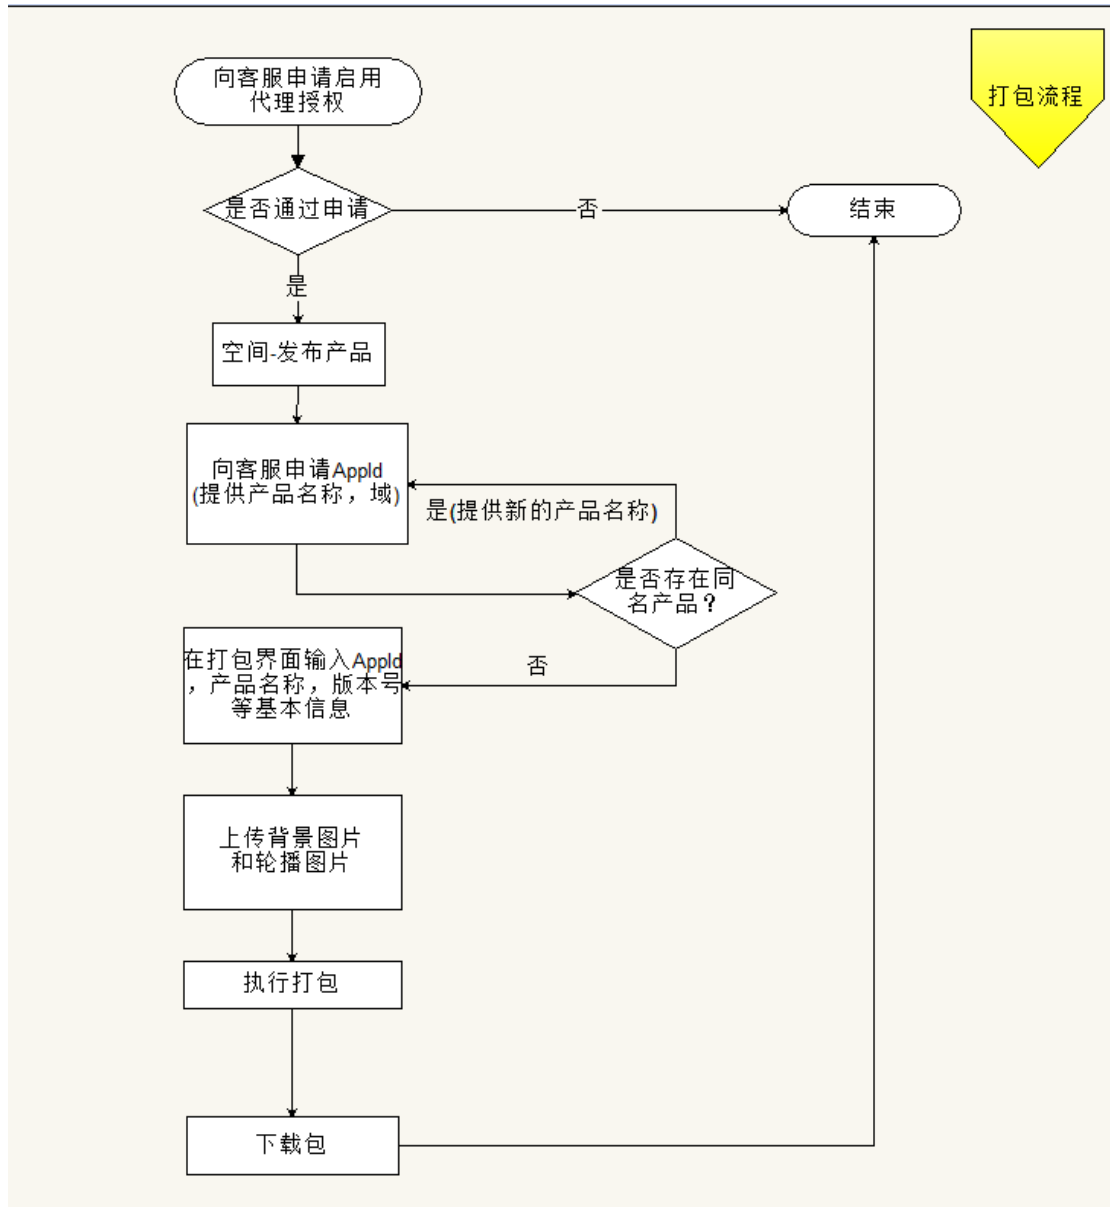 向客服申请启用
代理授权
打包流程
是否通过申请
否
结束
是
空间-发布产品
向客服申请AppId
(提供产品名称，域)
是(提供新的产品名称)
是否存在同
名产品？
否
在打包界面输入AppId
，产品名称，版本号
等基本信息
上传背景图片
和轮播图片
执行打包
下载包